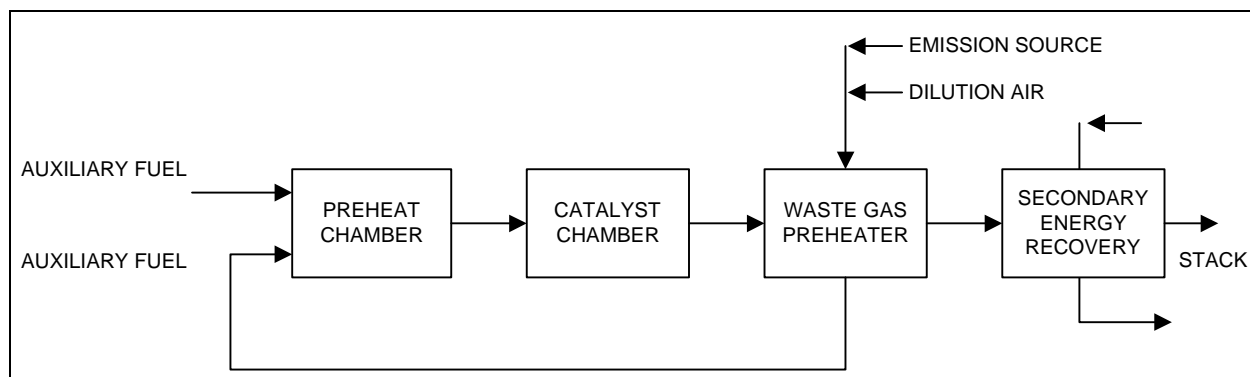 EMISSION SOURCE
DILUTION AIR
AUXILIARY FUEL
AUXILIARY FUEL
PREHEAT
CHAMBER
CATALYST
CHAMBER
WASTE GAS
PREHEATER
SECONDARY
ENERGY
RECOVERY
STACK